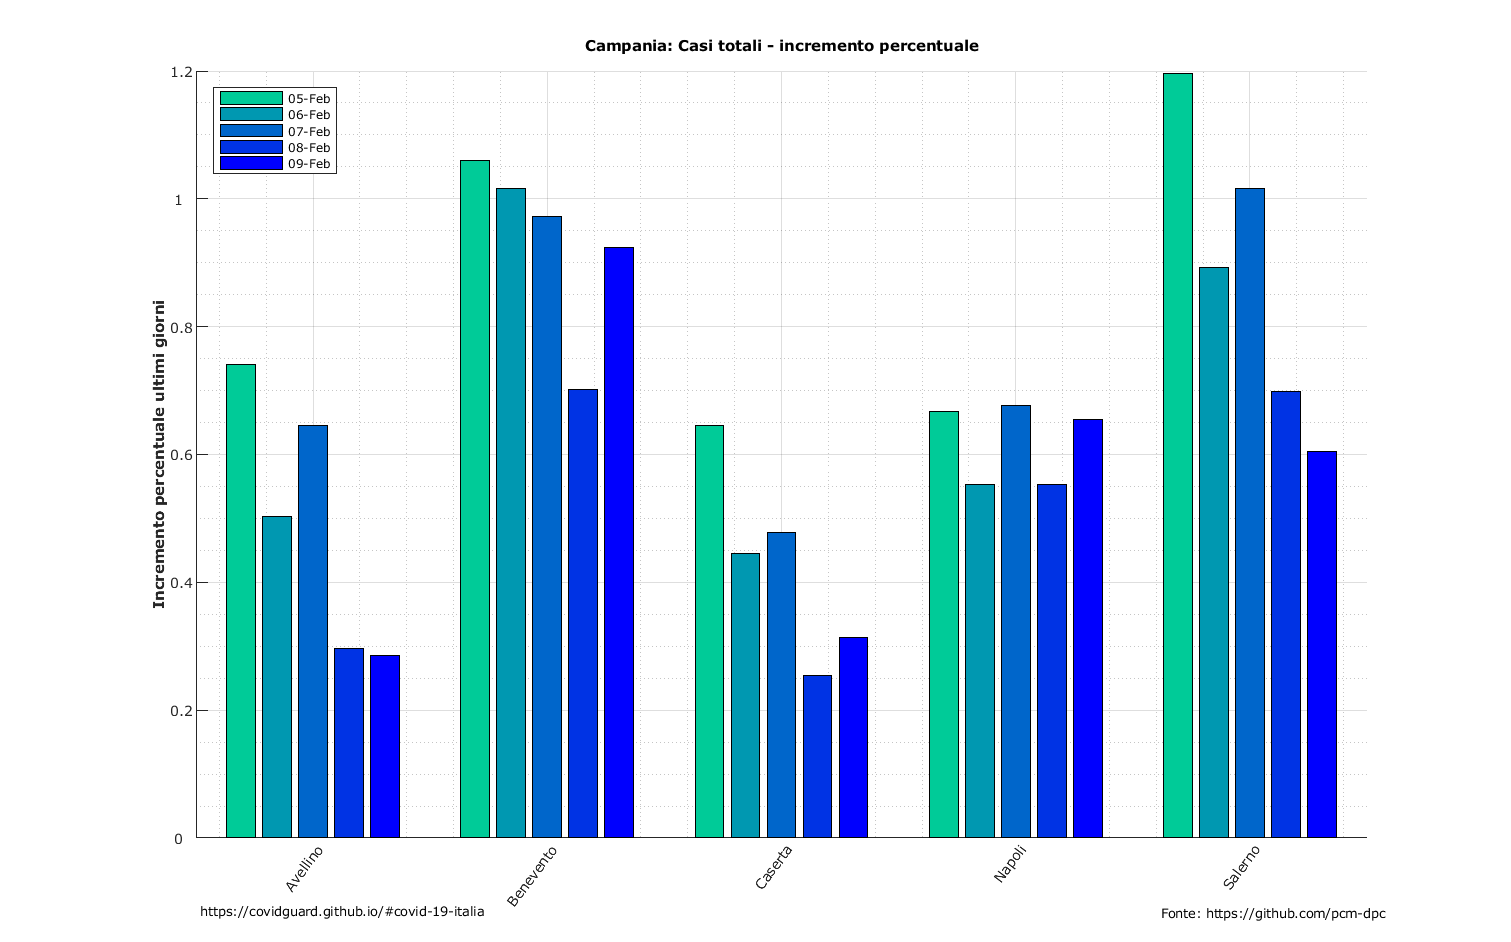 Campania: Casi totali - incremento percentuale
Incremento percentuale ultimi giorni
1.2
1
0.8
0.6
0.4
0.2
0
05-Feb
06-Feb
07-Feb
08-Feb
09-Feb
Avellino
Benevento
Caserta
Napoli
Salerno
https://covidguard.github.io/#covid-19-italia
Fonte: https://github.com/pcm-dpc